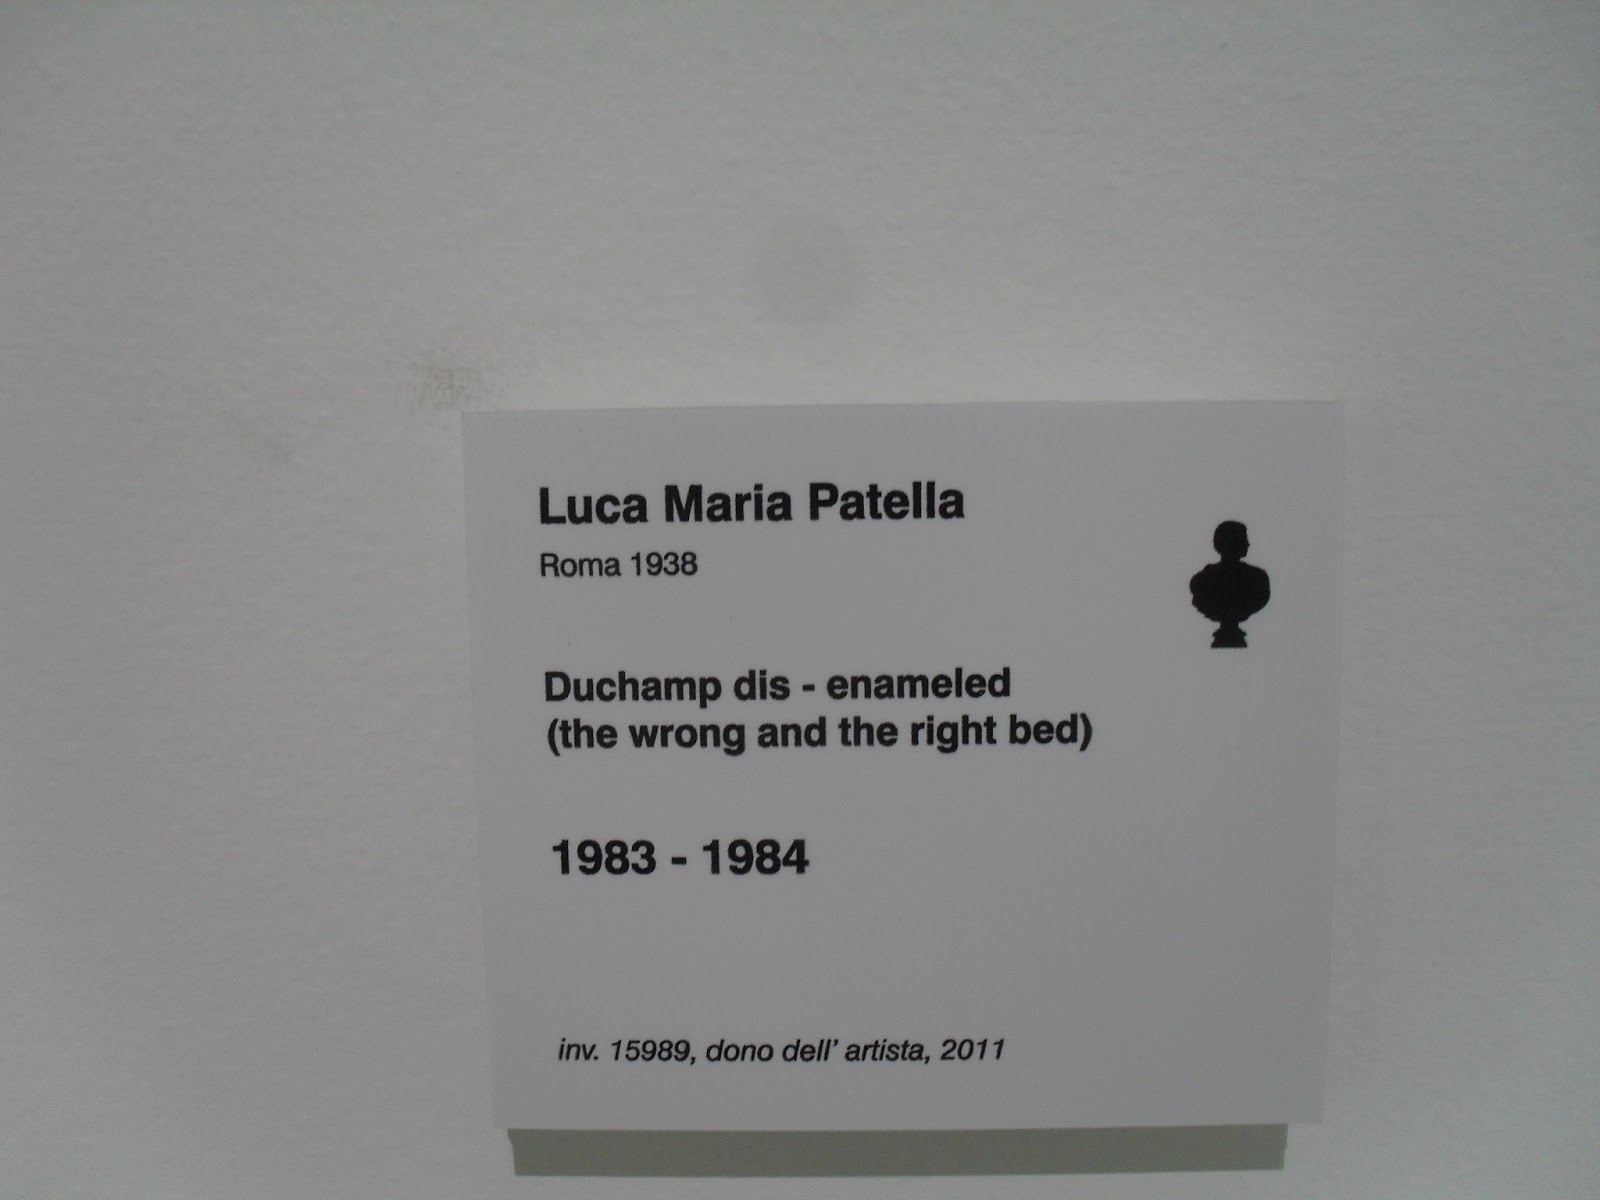 Luca Maria Patella
Roma 1938
Duchamp dis - enameled
(the wrong and the right bed)
1983 - 1984
inv. 15989, dono dell’ artista, 2011